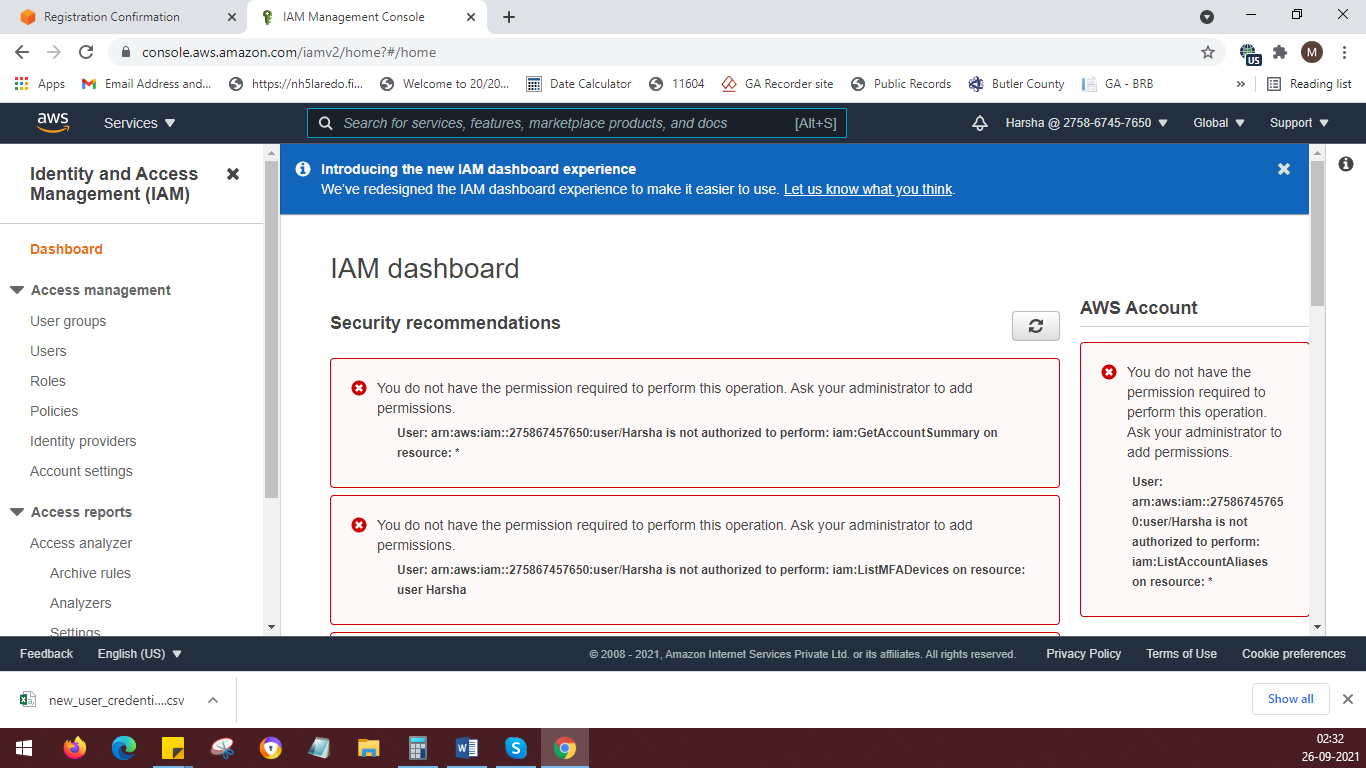 Registration Confirmation
IAM Management Console
console.aws.amazon.com/iamv2/home?#/home
US
M
Apps
Email Address and...
https://nh5laredo.fi...
Welcome to 20/20...
Date Calculator
11604
GA Recorder site
Public Records
Butler County
GA - BRB
»
Reading list
aws
Services
Search for services, features, marketplace products, and docs
[Alt+S]
Harsha @ 2758-6745-7650
Global
Support
Identity and Access
Management (IAM)
Dashboard
Access management
User groups
Users
Roles
Policies
Identity providers
Account settings
Access reports
Access analyzer
Archive rules
Analyzers
Settings
Introducing the new IAM dashboard experience
We've redesigned the IAM dashboard experience to make it easier to use. Let us know what you think.
IAM dashboard
Security recommendations
You do not have the permission required to perform this operation. Ask your administrator to add
permissions.
User: arn:aws:iam::275867457650:user/Harsha is not authorized to perform: iam:GetAccountSummary on
resource: *
You do not have the permission required to perform this operation. Ask your administrator to add
permissions.
User: arn:aws:iam::275867457650:user/Harsha is not authorized to perform: iam:ListMFADevices on resource:
user Harsha
AWS Account
You do not have the
permission required to
perform this operation.
Ask your administrator to
add permissions.
User:
arn:aws:iam::27586745765
0:user/Harsha is not
authorized to perform:
iam:ListAccountAliases
on resource: *
Feedback
English (US)
© 2008 - 2021, Amazon Internet Services Private Ltd. or its affiliates. All rights reserved.
Privacy Policy
Terms of Use
Cookie preferences
new_user_credenti....csv
Show all
02:32
26-09-2021